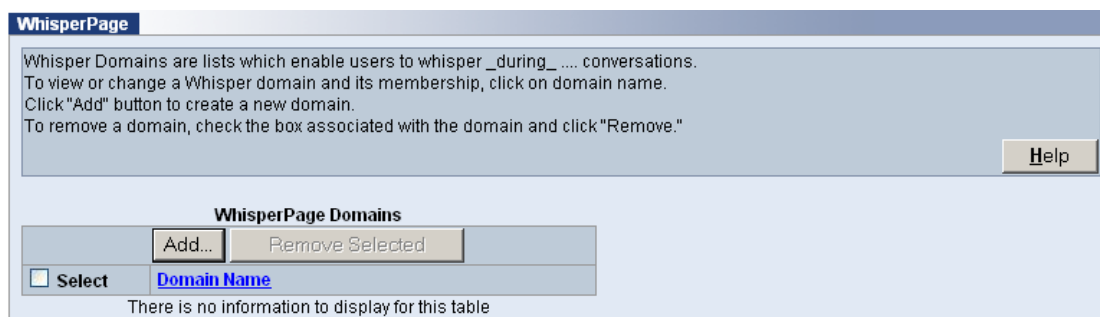 WhisperPage
Whisper Domains are lists which enable users to whisper _during_ .... conversations.
To view or change a Whisper domain and its membership, click on domain name.
Click "Add" button to create a new domain.
To remove a domain, check the box associated with the domain and click "Remove."
Help
WhisperPage Domains
Add... Remove Selected
Select Domain Name
There is no information to display for this table